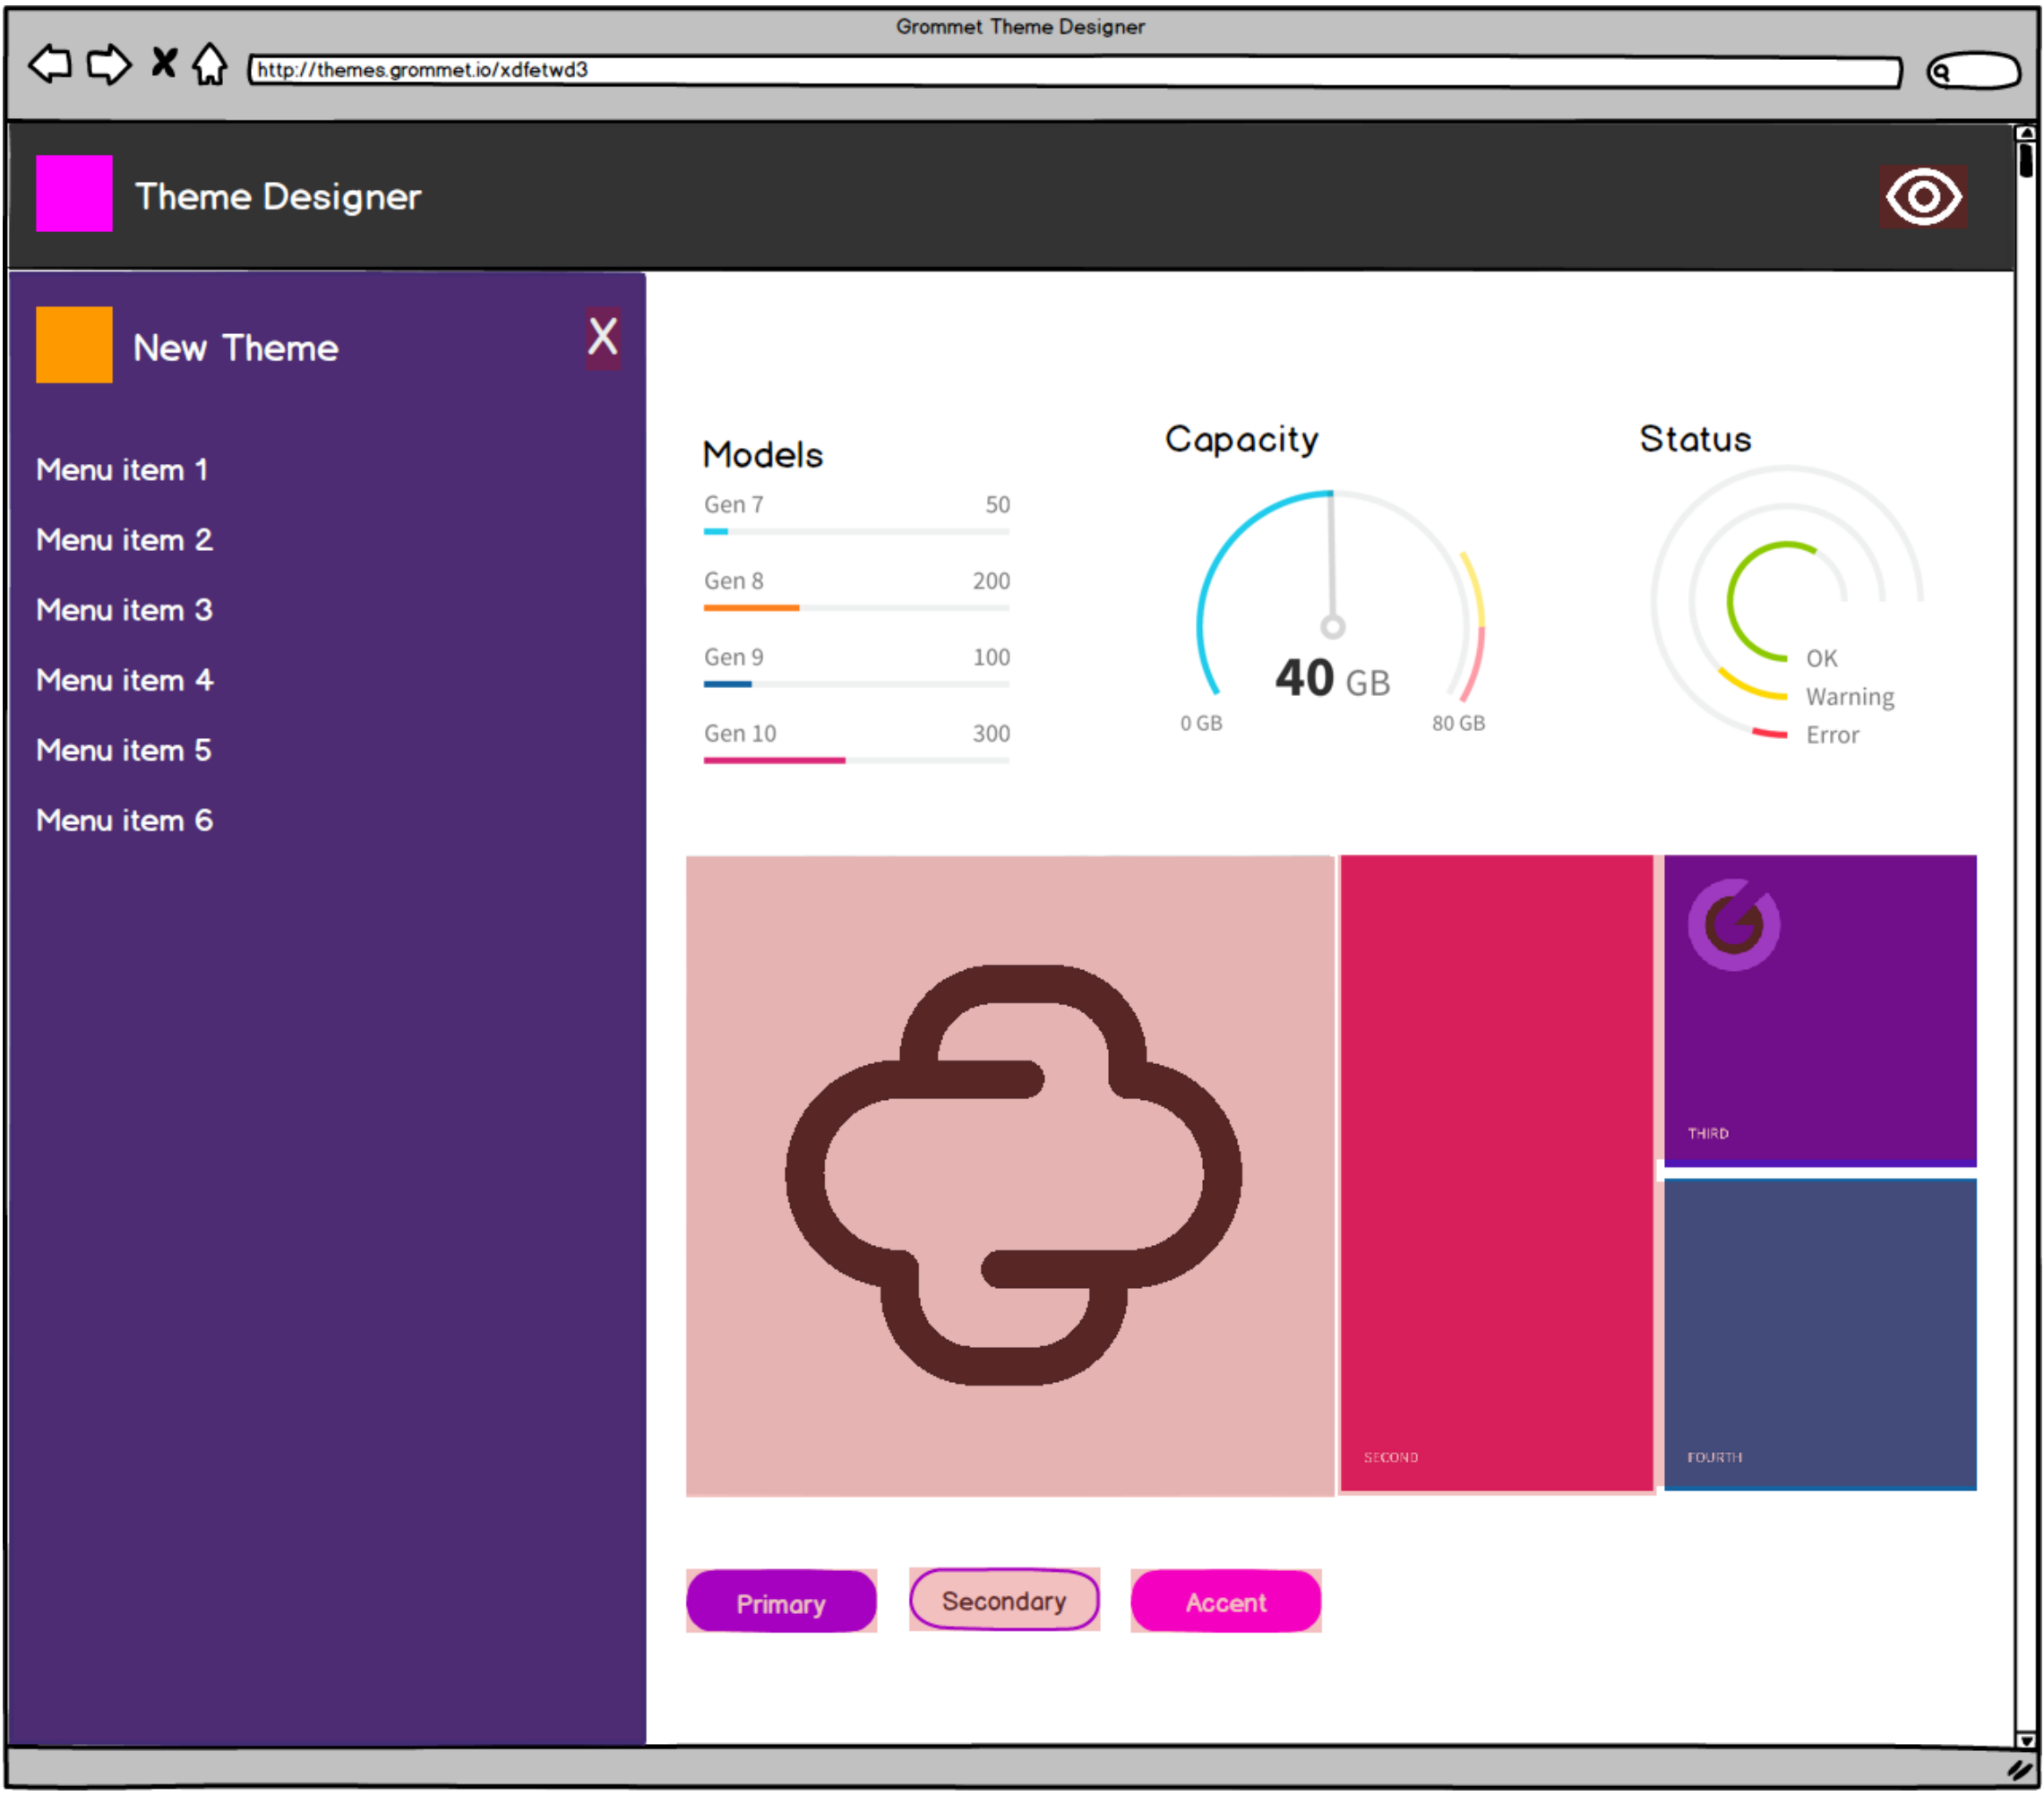 Grommet Theme Designer
http://themes.grommet.io/xdfetwd3
Theme Designer
New Theme
X
Menu item 1
Menu item 2
Menu item 3
Menu item 4
Menu item 5
Menu item 6
Models
Gen 7 50
Gen 8 200
Gen 9 100
Gen 10 300
Capacity
40 GB
0 GB 80 GB
Status
OK
Warning
Error
SECOND
THIRD
FOURTH
Primary
Secondary
Accent